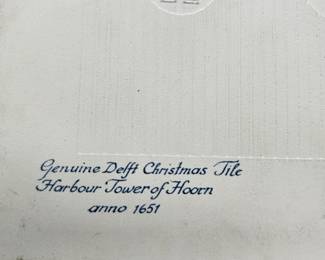 Genuine Delft Christmas Tile
Harbour Tower of Hoorn
anno 1651